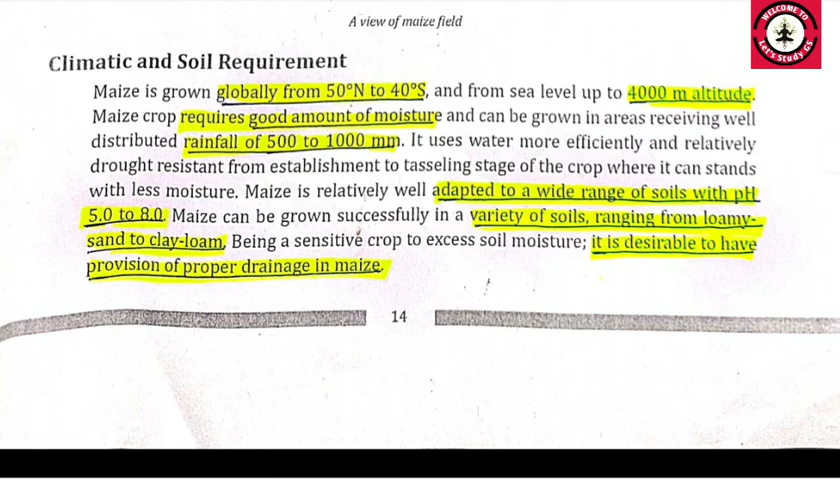 A view of maize field
WELCOME TO
Let's Study GS
Climatic and Soil Requirement
Maize is grown globally from 50°N to 40°S, and from sea level up to 4000 m altitude.
Maize crop requires good amount of moisture and can be grown in areas receiving well
distributed rainfall of 500 to 1000 mm. It uses water more efficiently and relatively
drought resistant from establishment to tasseling stage of the crop where it can stands
with less moisture. Maize is relatively well adapted to a wide range of soils with pH
5.0 to 8.0. Maize can be grown successfully in a variety of soils, ranging from loamy-
sand to clay-loam. Being a sensitive crop to excess soil moisture; it is desirable to have
provision of proper drainage in maize.
14